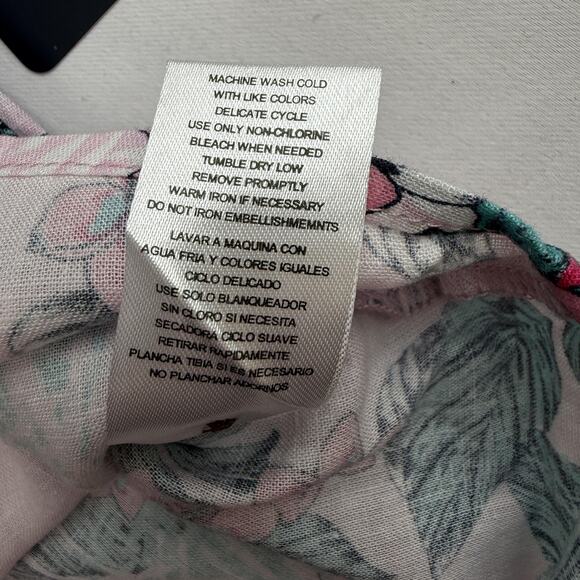 MACHINE WASH COLD
WITH LIKE COLORS
DELICATE CYCLE
USE ONLY NON-CHLORINE
BLEACH WHEN NEEDED
TUMBLE DRY LOW
REMOVE PROMPTLY
WARM IRON IF NECESSARY
DO NOT IRON EMBELLISHMEMNTS
LAVAR A MAQUINA CON
AGUA FRIA Y COLORES IGUALES
CICLO DELICADO
USE SOLO BLANQUEADOR
SIN CLORO SI NECESITA
SECADORA CICLO SUAVE
RETIRAR RAPIDAMENTE
PLANCHA TIBIA SI ES NECESARIO
NO PLANCHAR ADORNOS